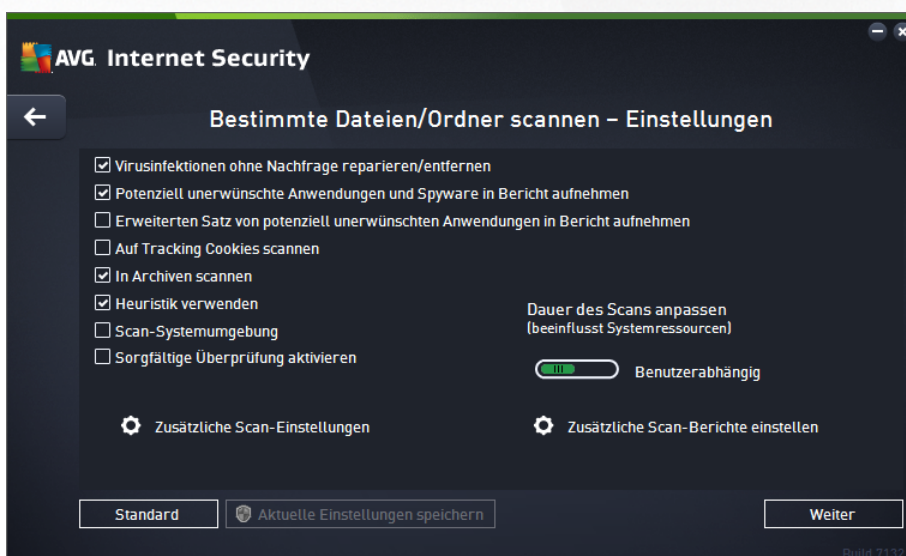 AVG. Internet Security
Bestimmte Dateien/Ordner scannen – Einstellungen
Virusinfektionen ohne Nachfrage reparieren/entfernen
Potenziell unerwünschte Anwendungen und Spyware in Bericht aufnehmen
Erweiterten Satz von potenziell unerwünschten Anwendungen in Bericht aufnehmen
Auf Tracking Cookies scannen
In Archiven scannen
Heuristik verwenden
Scan-Systemumgebung
Sorgfältige Überprüfung aktivieren
Dauer des Scans anpassen
(beeinflusst Systemressourcen)
Benutzerabhängig
Zusätzliche Scan-Einstellungen
Zusätzliche Scan-Berichte einstellen
Standard
Aktuelle Einstellungen speichern
Weiter
Build 7132